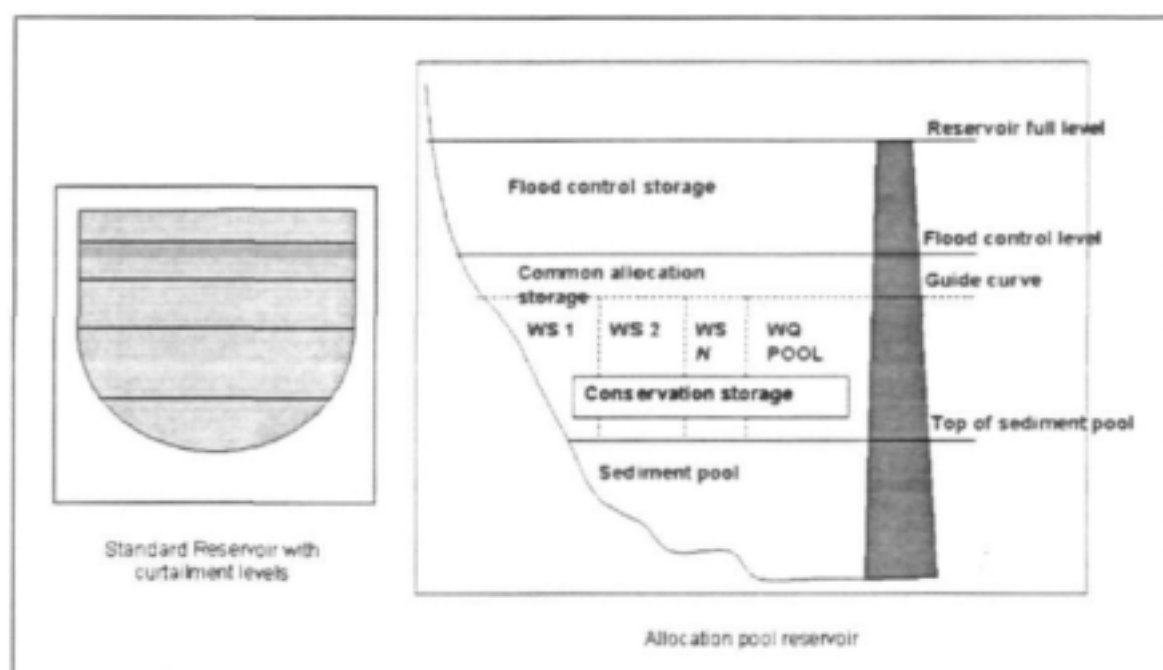 Reservoir full level
Flood control storage
Flood control level
Common allocation
storage
Guide curve
WS 1
WS 2
WS
N
WQ
POOL
Conservation storage
Top of sediment pool
Sediment pool
Standard Reservoir with
curtailment levels
Allocation pool reservoir